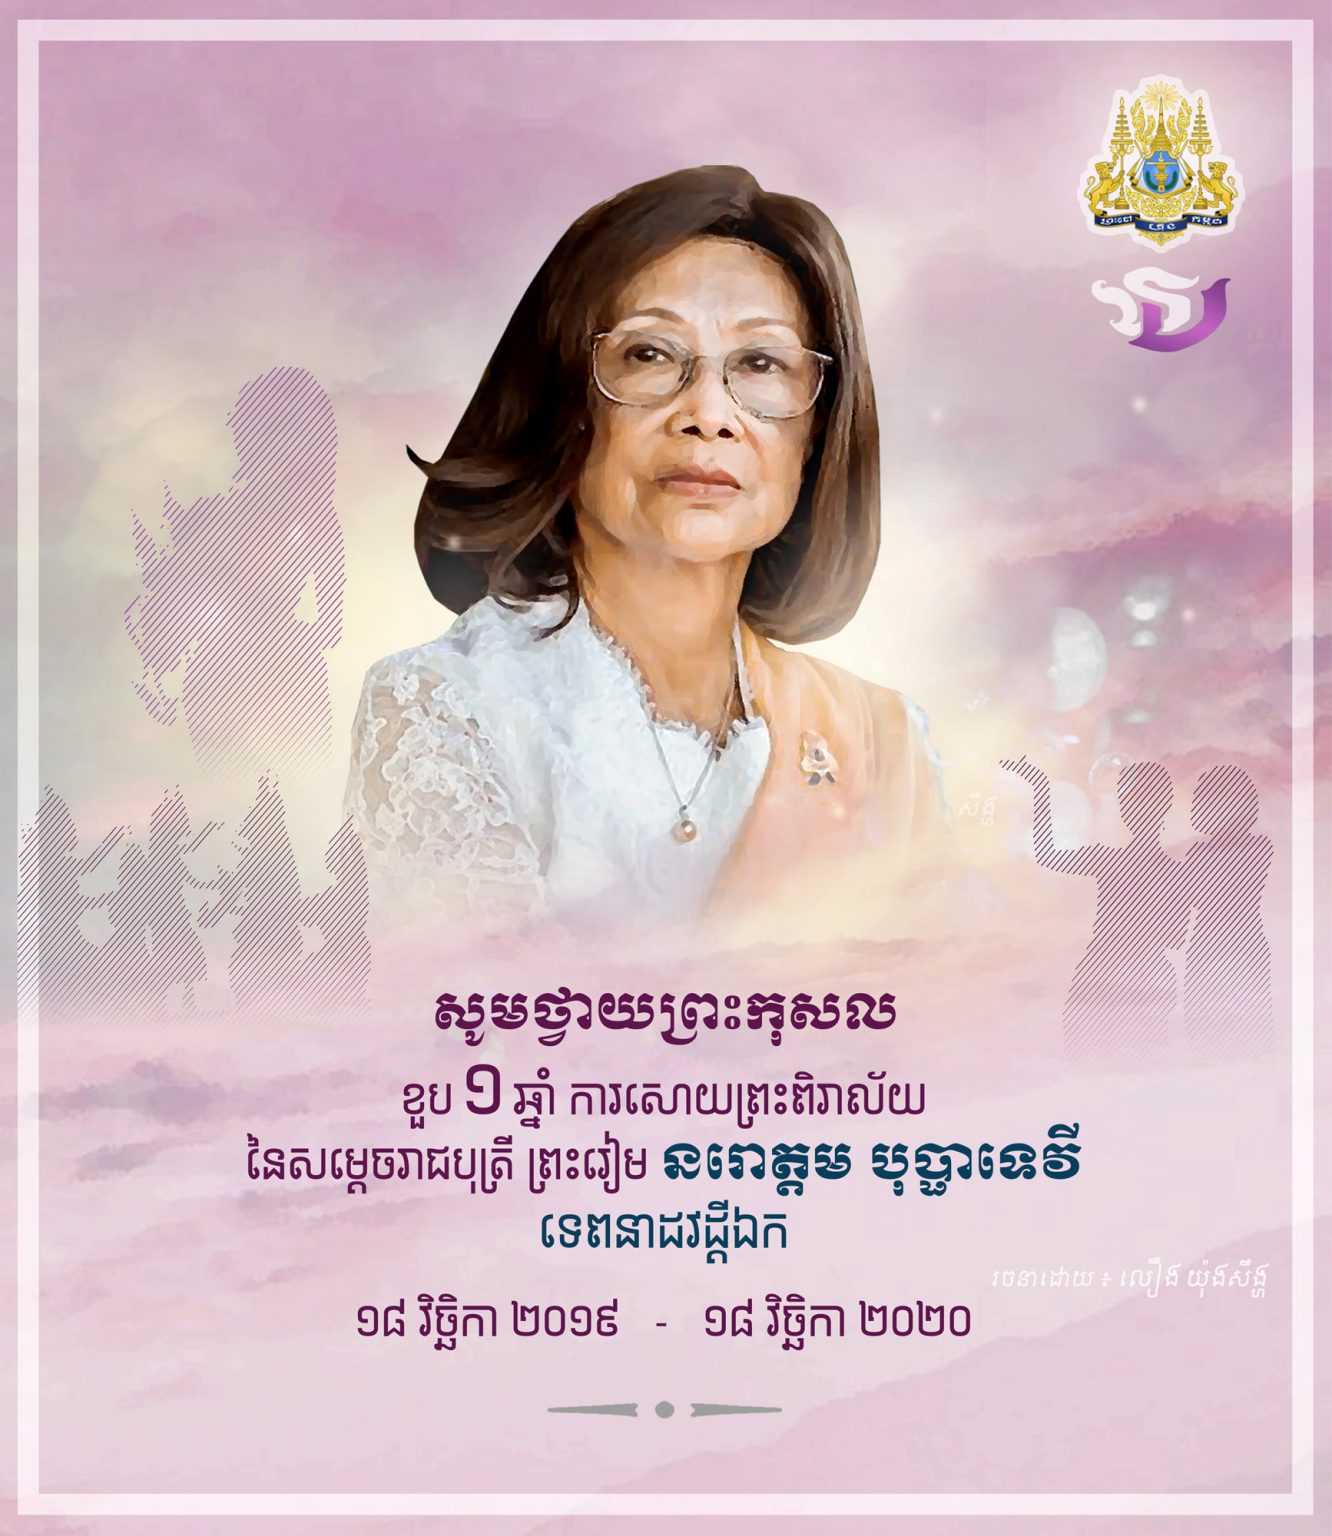 សូមថ្វាយព្រះកុសល
ខួប ១ ឆ្នាំ ការសោយព្រះពិរាល័យ
នៃសម្ដេចរាជបុត្រី ព្រះរៀម នរោត្តម បុប្ផាទេវី
ទេពនាដវដ្ដីឯក
រចនាដោយ ៖ លឿង យ៉ុងសឹង្ហ
១៨ វិច្ឆិកា ២០១៩ - ១៨ វិច្ឆិកា ២០២០